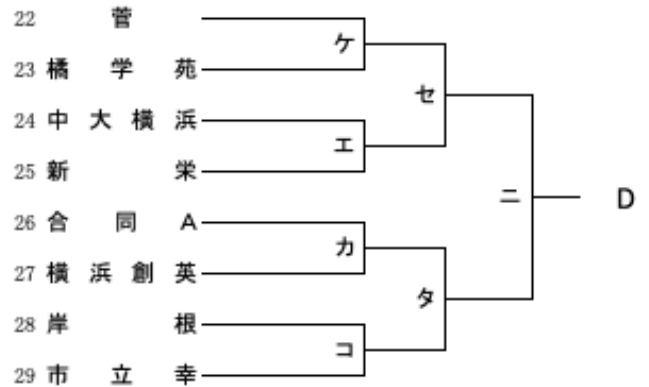 22 菅
ケ
23 橘学苑
セ
24 中大横浜
エ
25 新栄
ニ D
26 合同A
カ
27 横浜創英
タ
28 岸根
コ
29 市立幸